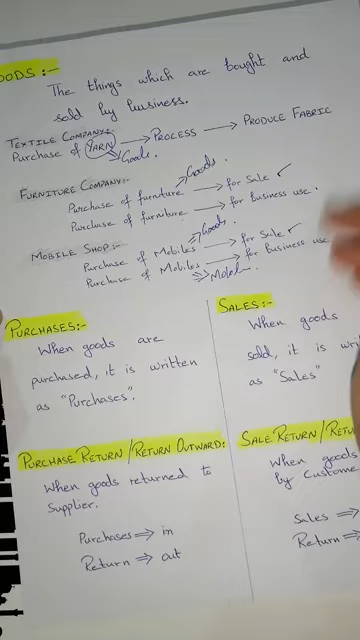 OODS :-
The things which are bought and
sold by business.
TEXTILE COMPANY:
Purchase of YARN → PROCESS → PRODUCE FABRIC
Goods.
FURNITURE COMPANY:-
Goods.
Purchase of furniture → for Sale ✓
Purchase of furniture → for Business use.
MOBILE SHOP:-
Goods.
Purchase of Mobiles → for Sale ✓
Purchase of Mobiles → for Business use
PURCHASES:-
When goods are
purchased, it is written
as "Purchases".
SALES:-
When goods
sold, it is wri
as "Sales"
PURCHASE RETURN / RETURN OUTWARD:
When goods returned to
Supplier.
Purchases ⇒ in
Return ⇒ out
SALE RETURN / RETU
When goods
by Custome
Sales ⇒
Return ⇒